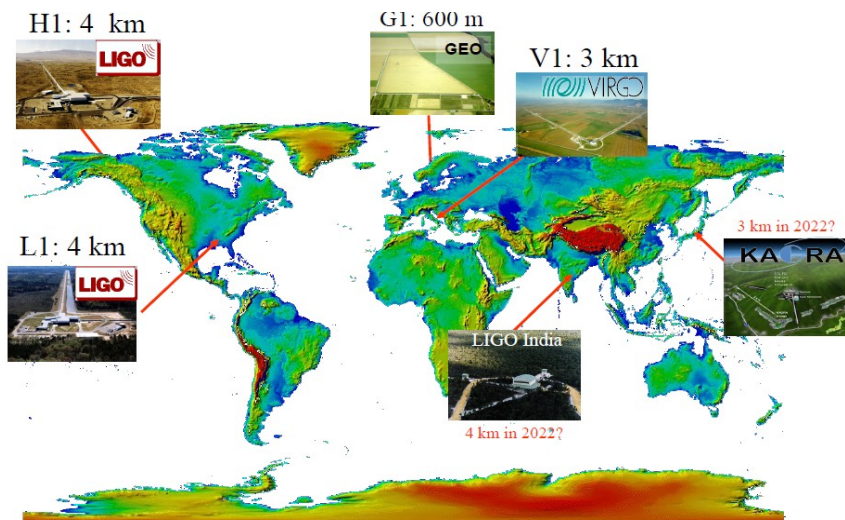 H1: 4 km
LIGO
G1: 600 m
GEO
V1: 3 km
VIRGO
L1: 4 km
LIGO
3 km in 2022?
KAGRA
LIGO India
4 km in 2022?